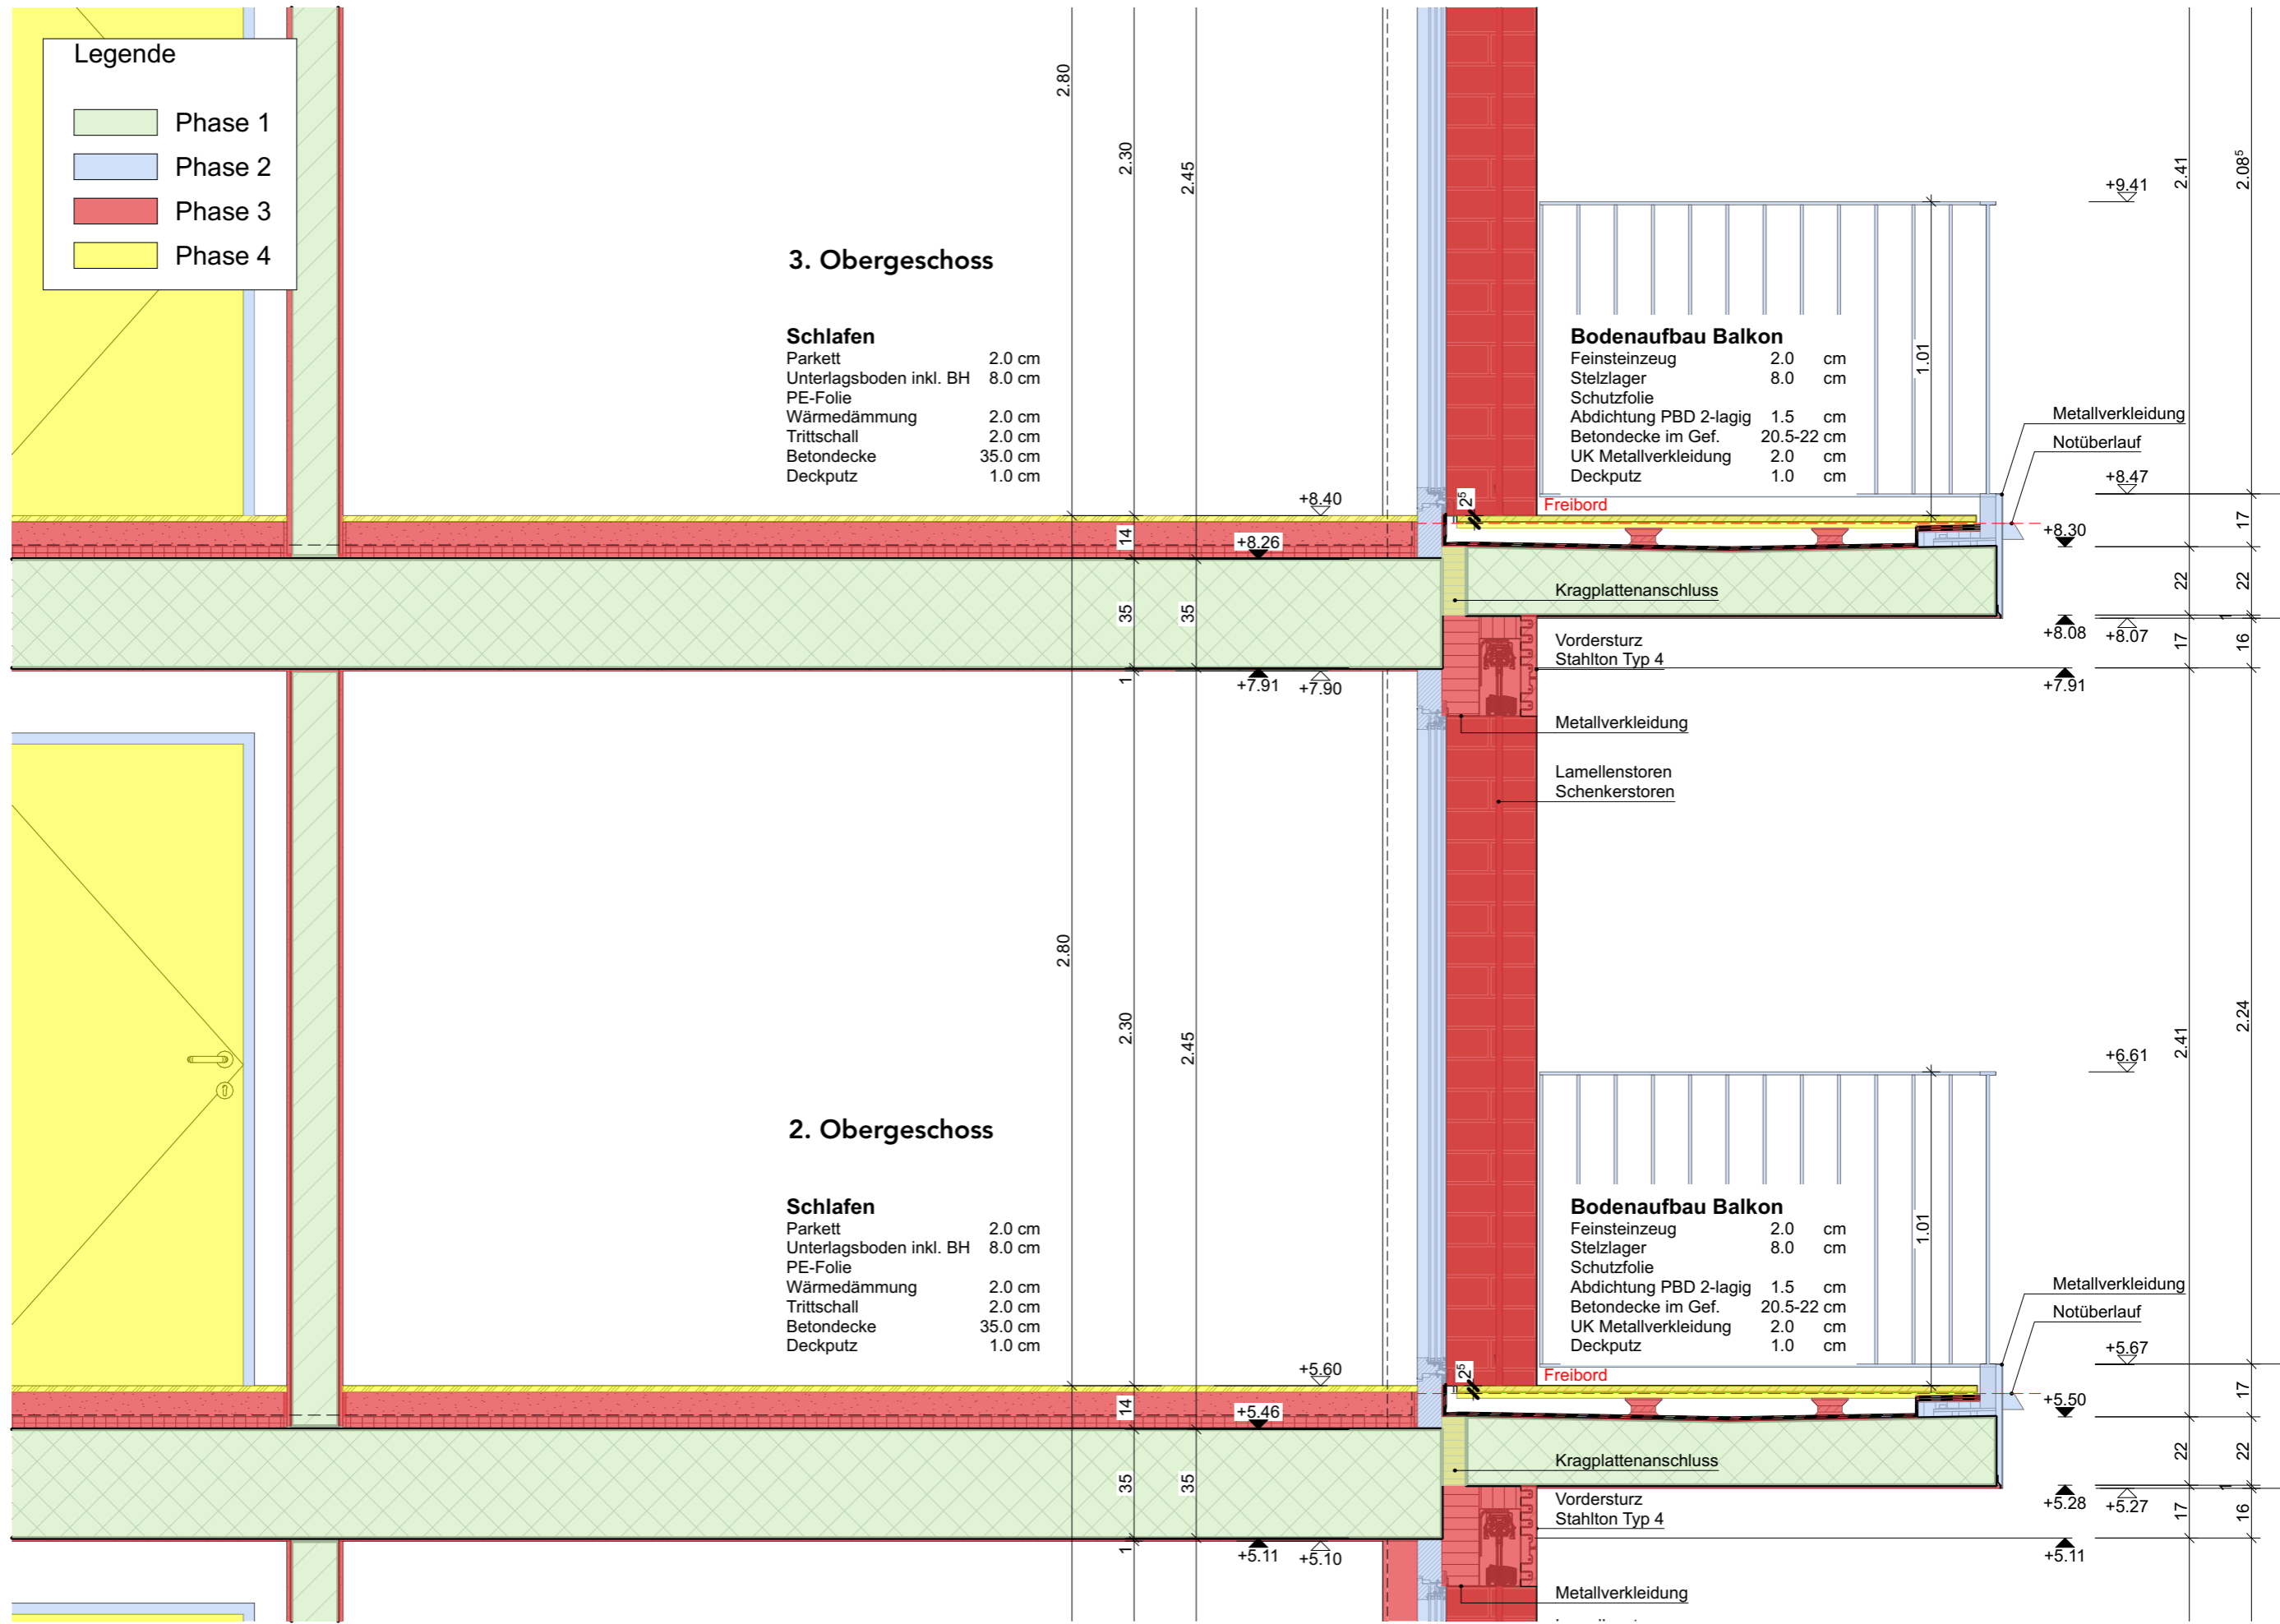 Legende
Phase 1
Phase 2
Phase 3
Phase 4
2.80
2.30
2.45
2.41
2.08⁵
+9.41
3. Obergeschoss
Schlafen
Parkett 2.0 cm
Unterlagsboden inkl. BH 8.0 cm
PE-Folie
Wärmedämmung 2.0 cm
Trittschall 2.0 cm
Betondecke 35.0 cm
Deckputz 1.0 cm
Bodenaufbau Balkon
Feinsteinzeug 2.0 cm
Stelzlager 8.0 cm
Schutzfolie
Abdichtung PBD 2-lagig 1.5 cm
Betondecke im Gef. 20.5-22 cm
UK Metallverkleidung 2.0 cm
Deckputz 1.0 cm
1.01
Metallverkleidung
Notüberlauf
+8.47
+8.40
2⁵
Freibord
14
+8.26
+8.30
17
Kragplattenanschluss
35
35
22
22
1
Vordersturz
Stahlton Typ 4
+8.08
+8.07
17
16
1
+7.91
+7.90
+7.91
Metallverkleidung
Lamellenstoren
Schenkerstoren
2.80
2.30
2.45
2.41
2.24
+6.61
2. Obergeschoss
Schlafen
Parkett 2.0 cm
Unterlagsboden inkl. BH 8.0 cm
PE-Folie
Wärmedämmung 2.0 cm
Trittschall 2.0 cm
Betondecke 35.0 cm
Deckputz 1.0 cm
Bodenaufbau Balkon
Feinsteinzeug 2.0 cm
Stelzlager 8.0 cm
Schutzfolie
Abdichtung PBD 2-lagig 1.5 cm
Betondecke im Gef. 20.5-22 cm
UK Metallverkleidung 2.0 cm
Deckputz 1.0 cm
1.01
Metallverkleidung
Notüberlauf
+5.67
+5.60
2⁵
Freibord
14
+5.46
+5.50
17
Kragplattenanschluss
35
35
22
22
1
Vordersturz
Stahlton Typ 4
+5.28
+5.27
17
16
1
+5.11
+5.10
+5.11
Metallverkleidung